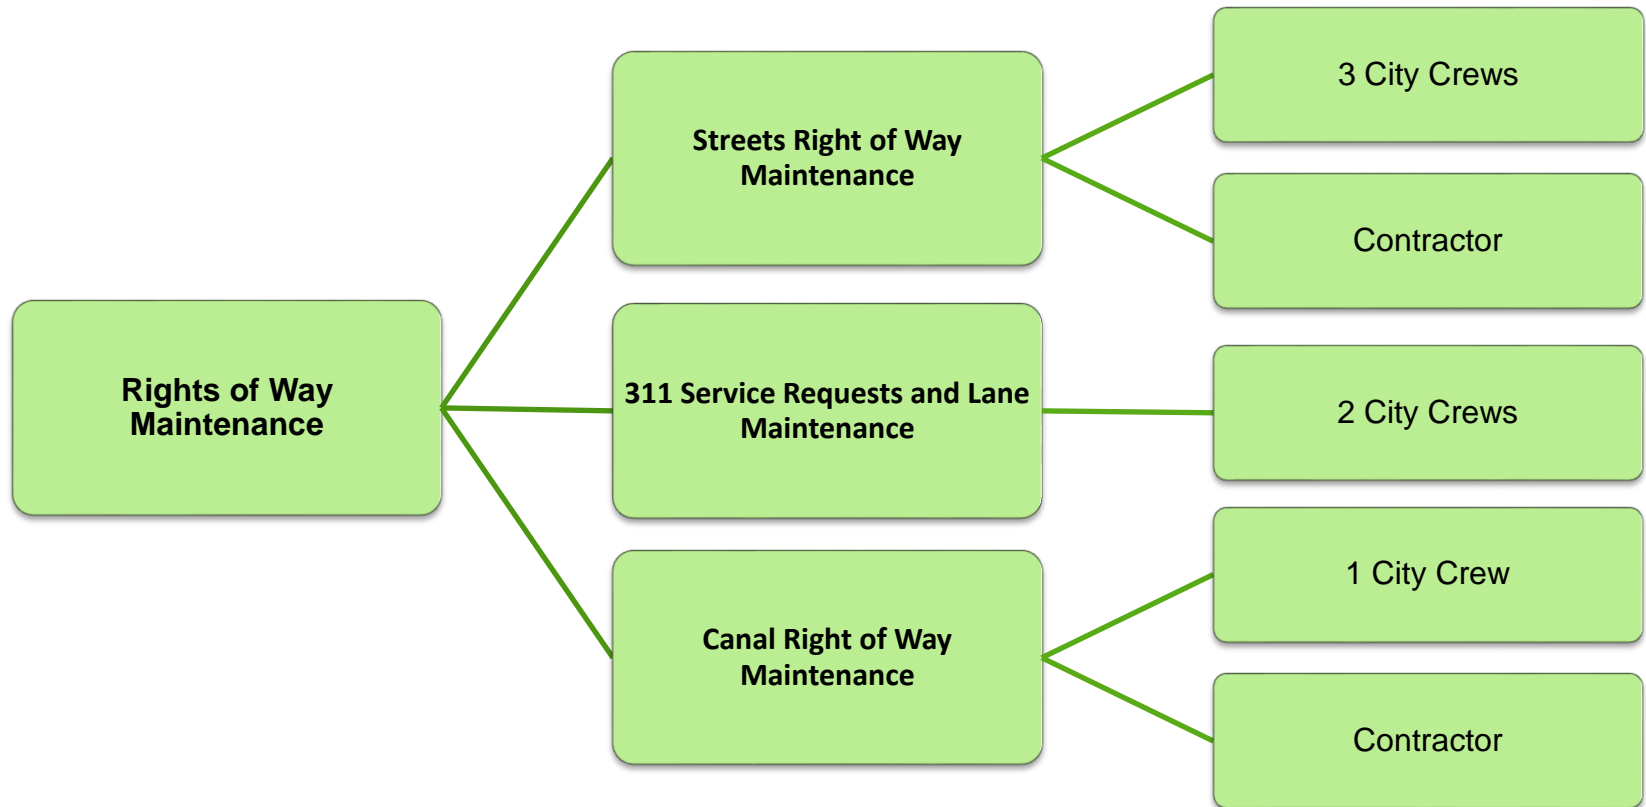 Rights of Way
Maintenance
Streets Right of Way
Maintenance
3 City Crews
Contractor
311 Service Requests and Lane
Maintenance
2 City Crews
Canal Right of Way
Maintenance
1 City Crew
Contractor